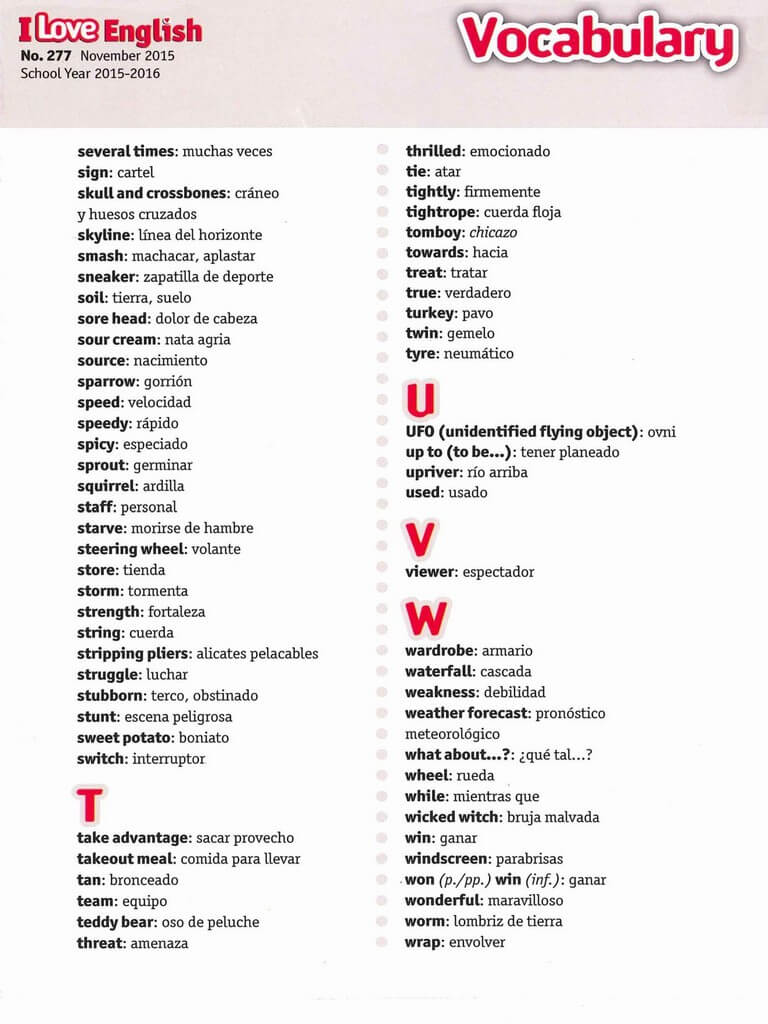 I Love English
No. 277 November 2015
School Year 2015-2016
Vocabulary
several times: muchas veces
sign: cartel
skull and crossbones: cráneo
y huesos cruzados
skyline: línea del horizonte
smash: machacar, aplastar
sneaker: zapatilla de deporte
soil: tierra, suelo
sore head: dolor de cabeza
sour cream: nata agria
source: nacimiento
sparrow: gorrión
speed: velocidad
speedy: rápido
spicy: especiado
sprout: germinar
squirrel: ardilla
staff: personal
starve: morirse de hambre
steering wheel: volante
store: tienda
storm: tormenta
strength: fortaleza
string: cuerda
stripping pliers: alicates pelacables
struggle: luchar
stubborn: terco, obstinado
stunt: escena peligrosa
sweet potato: boniato
switch: interruptor
T
take advantage: sacar provecho
takeout meal: comida para llevar
tan: bronceado
team: equipo
teddy bear: oso de peluche
threat: amenaza
thrilled: emocionado
tie: atar
tightly: firmemente
tightrope: cuerda floja
tomboy: chicazo
towards: hacia
treat: tratar
true: verdadero
turkey: pavo
twin: gemelo
tyre: neumático
U
UFO (unidentified flying object): ovni
up to (to be...): tener planeado
upriver: río arriba
used: usado
V
viewer: espectador
W
wardrobe: armario
waterfall: cascada
weakness: debilidad
weather forecast: pronóstico
meteorológico
what about...?: ¿qué tal...?
wheel: rueda
while: mientras que
wicked witch: bruja malvada
win: ganar
windscreen: parabrisas
won (p./pp.) win (inf.): ganar
wonderful: maravilloso
worm: lombriz de tierra
wrap: envolver